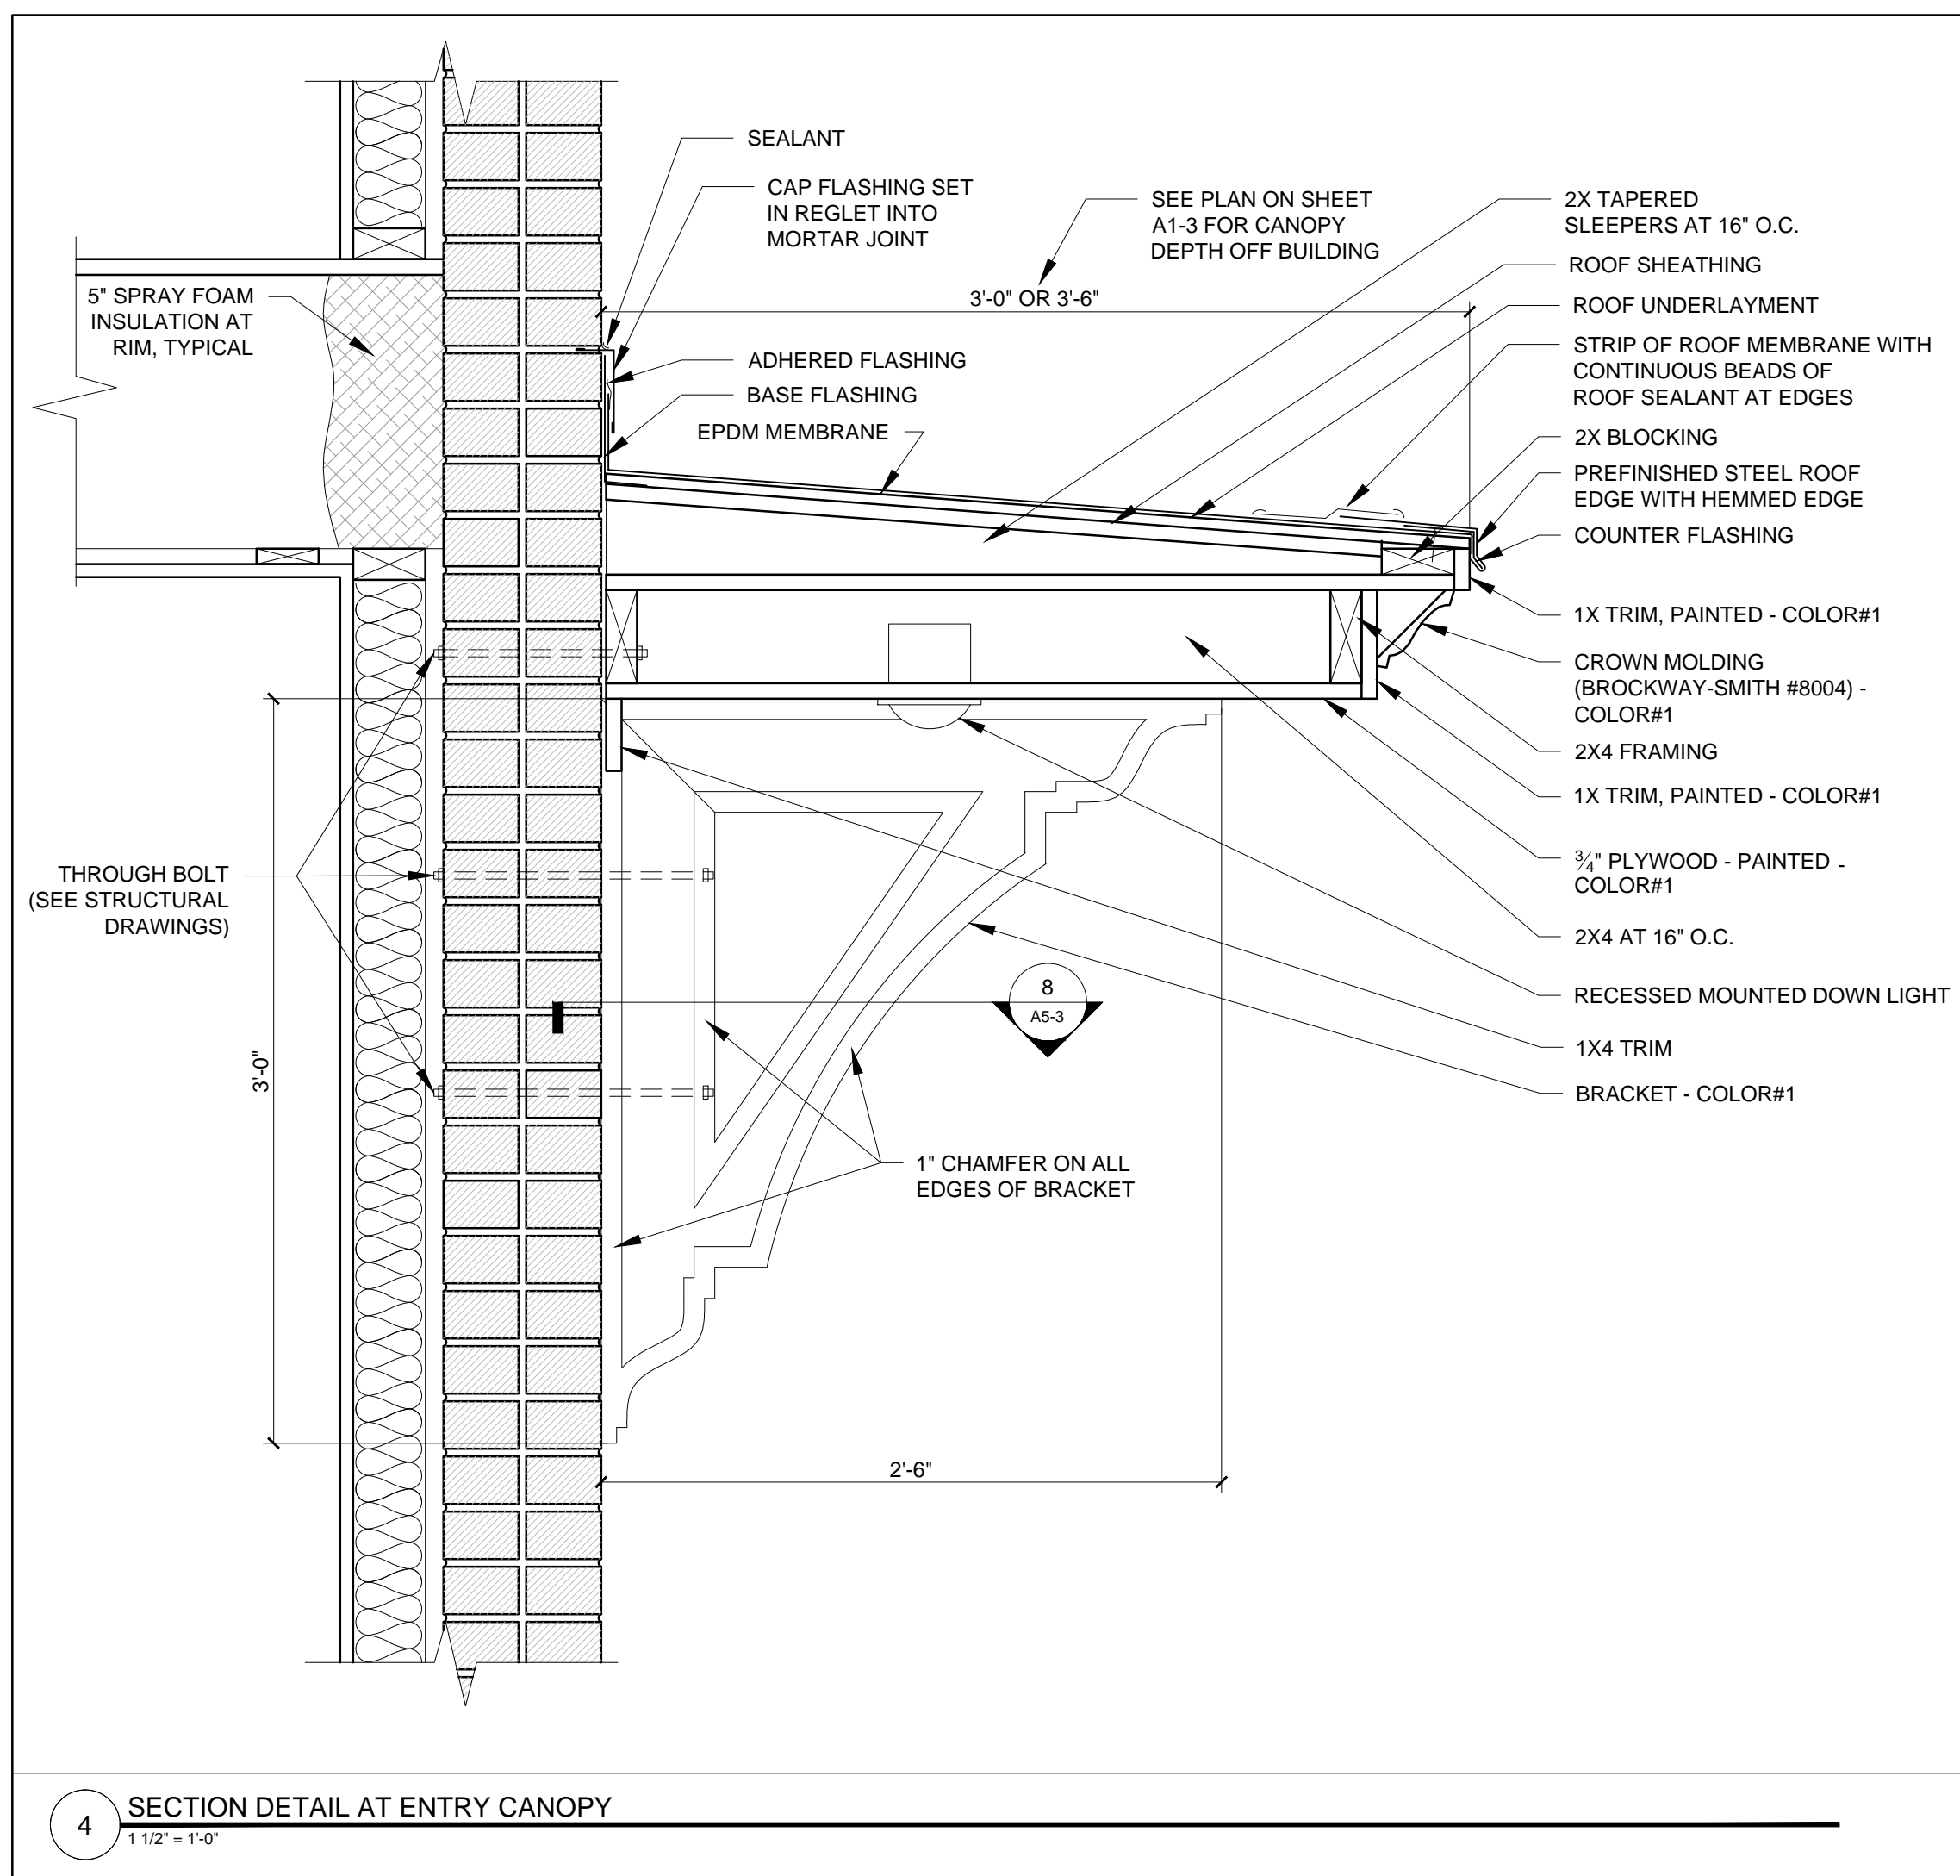 SEALANT
CAP FLASHING SET
IN REGLET INTO
MORTAR JOINT
SEE PLAN ON SHEET
A1-3 FOR CANOPY
DEPTH OFF BUILDING
3'-0" OR 3'-6"
2X TAPERED
SLEEPERS AT 16" O.C.
ROOF SHEATHING
ROOF UNDERLAYMENT
STRIP OF ROOF MEMBRANE WITH
CONTINUOUS BEADS OF
ROOF SEALANT AT EDGES
2X BLOCKING
PREFINISHED STEEL ROOF
EDGE WITH HEMMED EDGE
COUNTER FLASHING
1X TRIM, PAINTED - COLOR#1
CROWN MOLDING
(BROCKWAY-SMITH #8004) -
COLOR#1
2X4 FRAMING
1X TRIM, PAINTED - COLOR#1
¾" PLYWOOD - PAINTED -
COLOR#1
2X4 AT 16" O.C.
RECESSED MOUNTED DOWN LIGHT
1X4 TRIM
BRACKET - COLOR#1
5" SPRAY FOAM
INSULATION AT
RIM, TYPICAL
ADHERED FLASHING
BASE FLASHING
EPDM MEMBRANE
THROUGH BOLT
(SEE STRUCTURAL
DRAWINGS)
3'-0"
8
A5-3
1" CHAMFER ON ALL
EDGES OF BRACKET
2'-6"
4
SECTION DETAIL AT ENTRY CANOPY
1 1/2" = 1'-0"